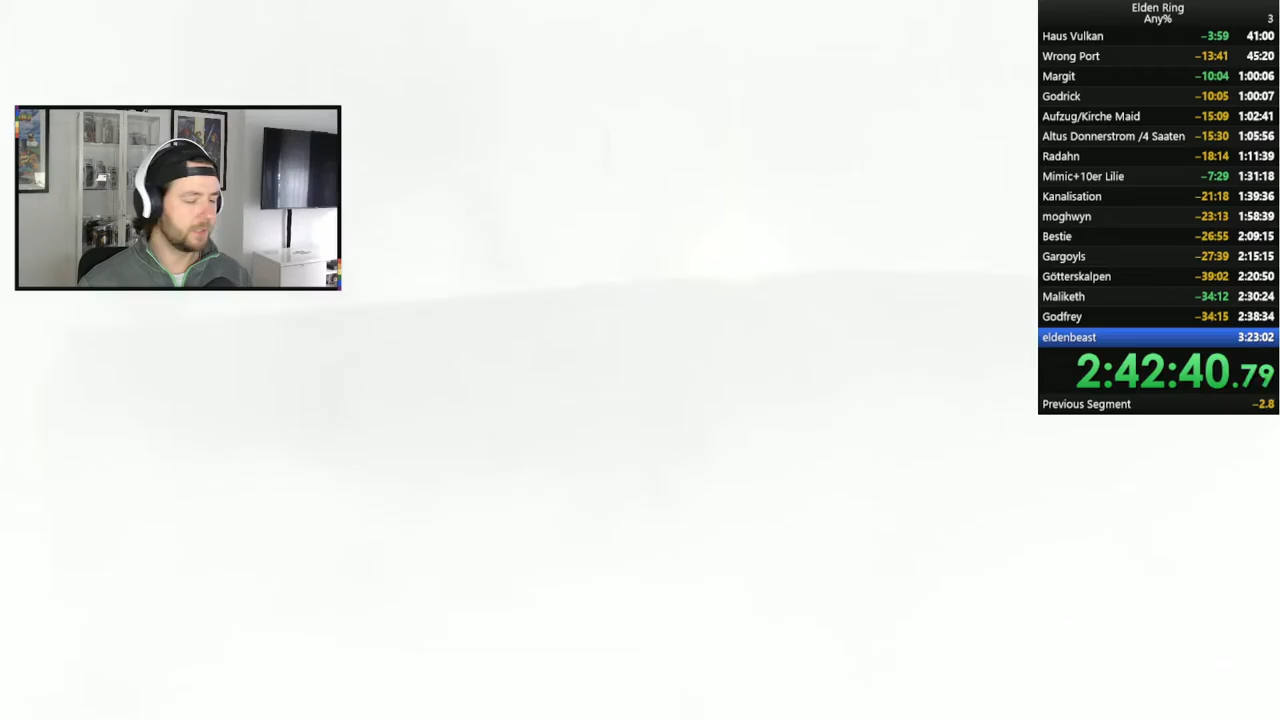 Elden Ring
Any% 3
Haus Vulkan -3:59 41:00
Wrong Port -13:41 45:20
Margit -10:04 1:00:06
Godrick -10:05 1:00:07
Aufzug/Kirche Maid -15:09 1:02:41
Altus Donnerstrom /4 Saaten -15:30 1:05:56
Radahn -18:14 1:11:39
Mimic+10er Lilie -7:29 1:31:18
Kanalisation -21:18 1:39:36
moghwyn -23:13 1:58:39
Bestie -26:55 2:09:15
Gargoyls -27:39 2:15:15
Götterskalpen -39:02 2:20:50
Maliketh -34:12 2:30:24
Godfrey -34:15 2:38:34
eldenbeast 3:23:02
2:42:40.79
Previous Segment -2.8